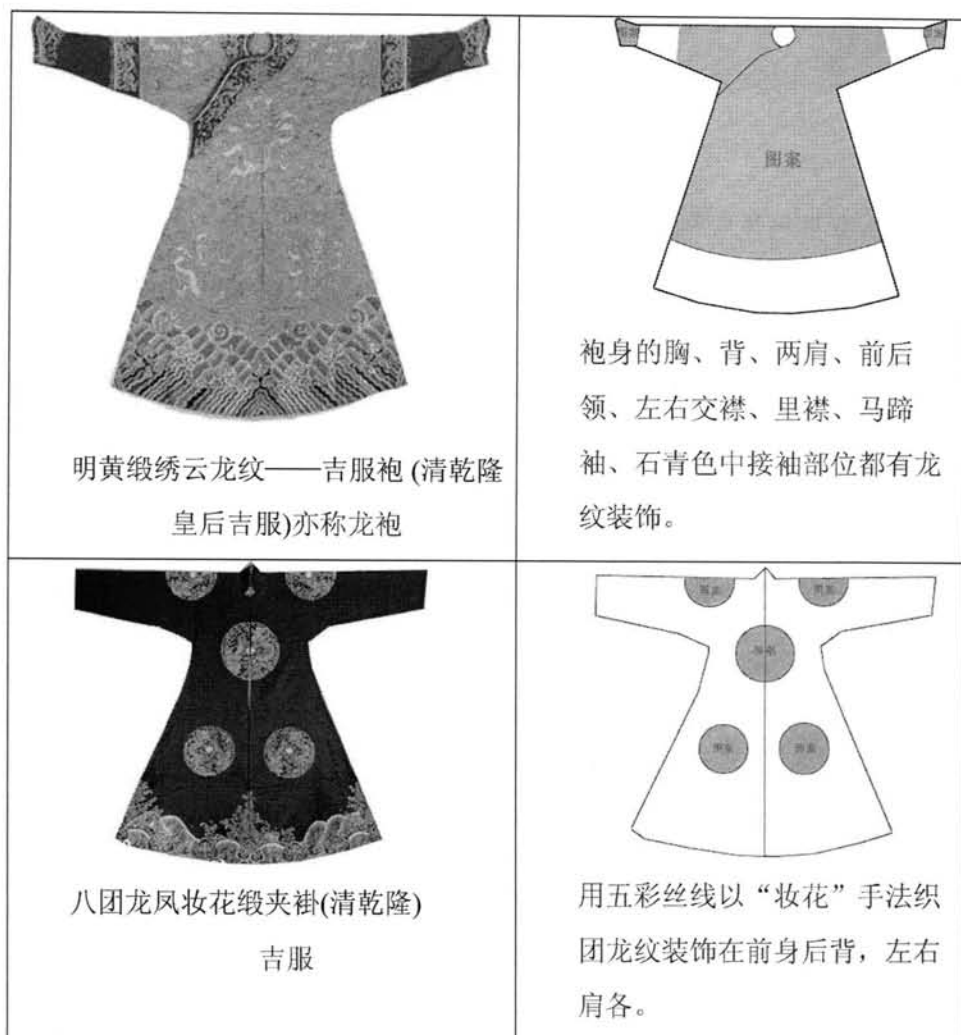 图案
图案
图案
袍身的胸、背、两肩、前后
领、左右交襟、里襟、马蹄
袖、石青色中接袖部位都有龙
纹装饰。
明黄缎绣云龙纹——吉服袍 (清乾隆
皇后吉服)亦称龙袍
图案
图案
图案
图案
图案
八团龙凤妆花缎夹褂(清乾隆)
吉服
用五彩丝线以“妆花”手法织
团龙纹装饰在前身后背，左右
肩各。